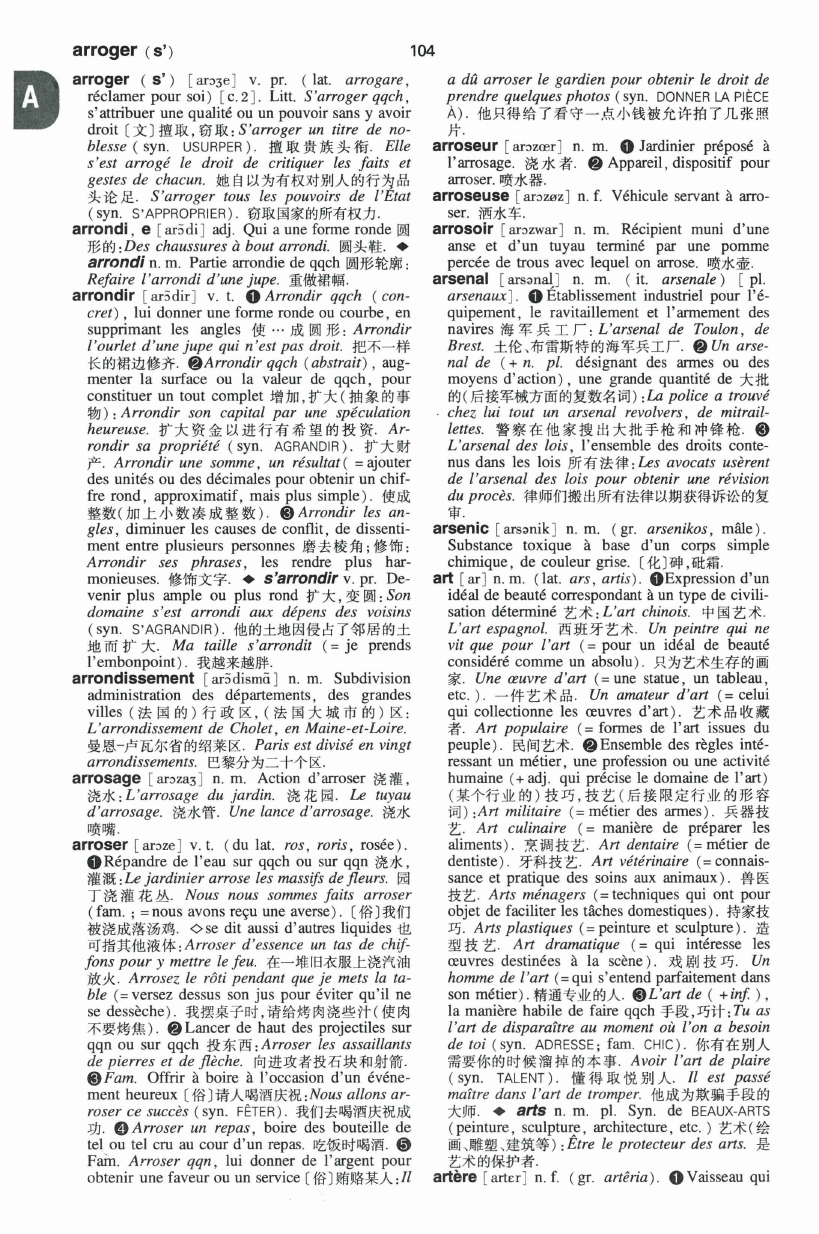 arroger (s')
104
A
arroger (s') [arɔʒe] v. pr. (lat. arrogare,
réclamer pour soi) [c.2]. Litt. S'arroger qqch,
s'attribuer une qualité ou un pouvoir sans y avoir
droit [文]擅取,窃取:S'arroger un titre de no-
blesse (syn. USURPER). 擅取贵族头衔. Elle
s'est arrogé le droit de critiquer les faits et
gestes de chacun. 她自以为有权对别人的行为品
头论足. S'arroger tous les pouvoirs de l'État
(syn. S'APPROPRIER). 窃取国家的所有权力.
arrondi, e [arɔ̃di] adj. Qui a une forme ronde 圆
形的:Des chaussures à bout arrondi. 圆头鞋. ◆
arrondi n. m. Partie arrondie de qqch 圆形轮廓:
Refaire l'arrondi d'une jupe. 重做裙幅.
arrondir [arɔ̃dir] v. t. ❶ Arrondir qqch (con-
cret), lui donner une forme ronde ou courbe, en
supprimant les angles 使…成圆形: Arrondir
l'ourlet d'une jupe qui n'est pas droit. 把不一样
长的裙边修齐. ❷Arrondir qqch (abstrait), aug-
menter la surface ou la valeur de qqch, pour
constituer un tout complet 增加,扩大(抽象的事
物): Arrondir son capital par une spéculation
heureuse. 扩大资金以进行有希望的投资. Ar-
rondir sa propriété (syn. AGRANDIR). 扩大财
产. Arrondir une somme, un résultat (= ajouter
des unités ou des décimales pour obtenir un chif-
fre rond, approximatif, mais plus simple). 使成
整数(加上小数凑成整数). ❸ Arrondir les an-
gles, diminuer les causes de conflit, de dissenti-
ment entre plusieurs personnes 磨去棱角;修饰:
Arrondir ses phrases, les rendre plus har-
monieuses. 修饰文字. ◆ s'arrondir v. pr. De-
venir plus ample ou plus rond 扩大,变圆:Son
domaine s'est arrondi aux dépens des voisins
(syn. S'AGRANDIR). 他的土地因侵占了邻居的土
地而扩大. Ma taille s'arrondit (= je prends
l'embonpoint). 我越来越胖.
arrondissement [arɔ̃dismɑ̃] n. m. Subdivision
administration des départements, des grandes
villes (法国的)行政区,(法国大城市的)区:
L'arrondissement de Cholet, en Maine-et-Loire.
曼恩-卢瓦尔省的绍莱区. Paris est divisé en vingt
arrondissements. 巴黎分为二十个区.
arrosage [arɔzaʒ] n. m. Action d'arroser 浇灌,
浇水:L'arrosage du jardin. 浇花园. Le tuyau
d'arrosage. 浇水管. Une lance d'arrosage. 浇水
喷嘴.
arroser [arɔze] v. t. (du lat. ros, roris, rosée).
❶Répandre de l'eau sur qqch ou sur qqn 浇水,
灌溉:Le jardinier arrose les massifs de fleurs. 园
丁浇灌花丛. Nous nous sommes faits arroser
(fam. ; = nous avons reçu une averse). [俗]我们
被浇成落汤鸡. ◇se dit aussi d'autres liquides 也
可指其他液体:Arroser d'essence un tas de chif-
fons pour y mettre le feu. 在一堆旧衣服上浇汽油
放火. Arrosez le rôti pendant que je mets la ta-
ble (= versez dessus son jus pour éviter qu'il ne
se dessèche). 我摆桌子时,请给烤肉浇些汁(使肉
不要烤焦). ❷Lancer de haut des projectiles sur
qqn ou sur qqch 投东西:Arroser les assaillants
de pierres et de flèche. 向进攻者投石块和射箭.
❸Fam. Offrir à boire à l'occasion d'un événe-
ment heureux [俗]请人喝酒庆祝:Nous allons ar-
roser ce succès (syn. FÊTER). 我们去喝酒庆祝成
功. ❹ Arroser un repas, boire des bouteille de
tel ou tel cru au cour d'un repas. 吃饭时喝酒. ❺
Fam. Arroser qqn, lui donner de l'argent pour
obtenir une faveur ou un service [俗]贿赂某人:Il
a dû arroser le gardien pour obtenir le droit de
prendre quelques photos (syn. DONNER LA PIÈCE
À). 他只得给了看守一点小钱被允许拍了几张照
片.
arroseur [arɔzœr] n. m. ❶ Jardinier préposé à
l'arrosage. 浇水者. ❷ Appareil, dispositif pour
arroser. 喷水器.
arroseuse [arɔzøz] n. f. Véhicule servant à arro-
ser. 洒水车.
arrosoir [arɔzwar] n. m. Récipient muni d'une
anse et d'un tuyau terminé par une pomme
percée de trous avec lequel on arrose. 喷水壶.
arsenal [arsənal] n. m. (it. arsenale) [pl.
arsenaux]. ❶ Établissement industriel pour l'é-
quipement, le ravitaillement et l'armement des
navires 海军兵工厂: L'arsenal de Toulon, de
Brest. 土伦、布雷斯特的海军兵工厂. ❷ Un arse-
nal de (+ n. pl. désignant des armes ou des
moyens d'action), une grande quantité de 大批
的(后接军械方面的复数名词):La police a trouvé
chez lui tout un arsenal revolvers, de mitrail-
lettes. 警察在他家搜出大批手枪和冲锋枪. ❸
L'arsenal des lois, l'ensemble des droits conte-
nus dans les lois 所有法律:Les avocats usèrent
de l'arsenal des lois pour obtenir une révision
du procès. 律师们搬出所有法律以期获得诉讼的复
审.
arsenic [arsənik] n. m. (gr. arsenikos, mâle).
Substance toxique à base d'un corps simple
chimique, de couleur grise. [化]砷,砒霜.
art [ar] n. m. (lat. ars, artis). ❶Expression d'un
idéal de beauté correspondant à un type de civili-
sation déterminé 艺术:L'art chinois. 中国艺术.
L'art espagnol. 西班牙艺术. Un peintre qui ne
vit que pour l'art (= pour un idéal de beauté
considéré comme un absolu). 只为艺术生存的画
家. Une œuvre d'art (= une statue, un tableau,
etc.). 一件艺术品. Un amateur d'art (= celui
qui collectionne les œuvres d'art). 艺术品收藏
者. Art populaire (= formes de l'art issues du
peuple). 民间艺术. ❷Ensemble des règles inté-
ressant un métier, une profession ou une activité
humaine (+ adj. qui précise le domaine de l'art)
(某个行业的)技巧,技艺(后接限定行业的形容
词):Art militaire (= métier des armes). 兵器技
艺. Art culinaire (= manière de préparer les
aliments). 烹调技艺. Art dentaire (= métier de
dentiste). 牙科技艺. Art vétérinaire (= connais-
sance et pratique des soins aux animaux). 兽医
技艺. Arts ménagers (= techniques qui ont pour
objet de faciliter les tâches domestiques). 持家技
巧. Arts plastiques (= peinture et sculpture). 造
型技艺. Art dramatique (= qui intéresse les
œuvres destinées à la scène). 戏剧技巧. Un
homme de l'art (= qui s'entend parfaitement dans
son métier). 精通专业的人. ❸L'art de (+ inf.),
la manière habile de faire qqch 手段,巧计:Tu as
l'art de disparaître au moment où l'on a besoin
de toi (syn. ADRESSE; fam. CHIC). 你有在别人
需要你的时候溜掉的本事. Avoir l'art de plaire
(syn. TALENT). 懂得取悦别人. Il est passé
maître dans l'art de tromper. 他成为欺骗手段的
大师. ◆ arts n. m. pl. Syn. de BEAUX-ARTS
(peinture, sculpture, architecture, etc.) 艺术(绘
画、雕塑、建筑等):Être le protecteur des arts. 是
艺术的保护者.
artère [artɛr] n. f. (gr. artêria). ❶ Vaisseau qui